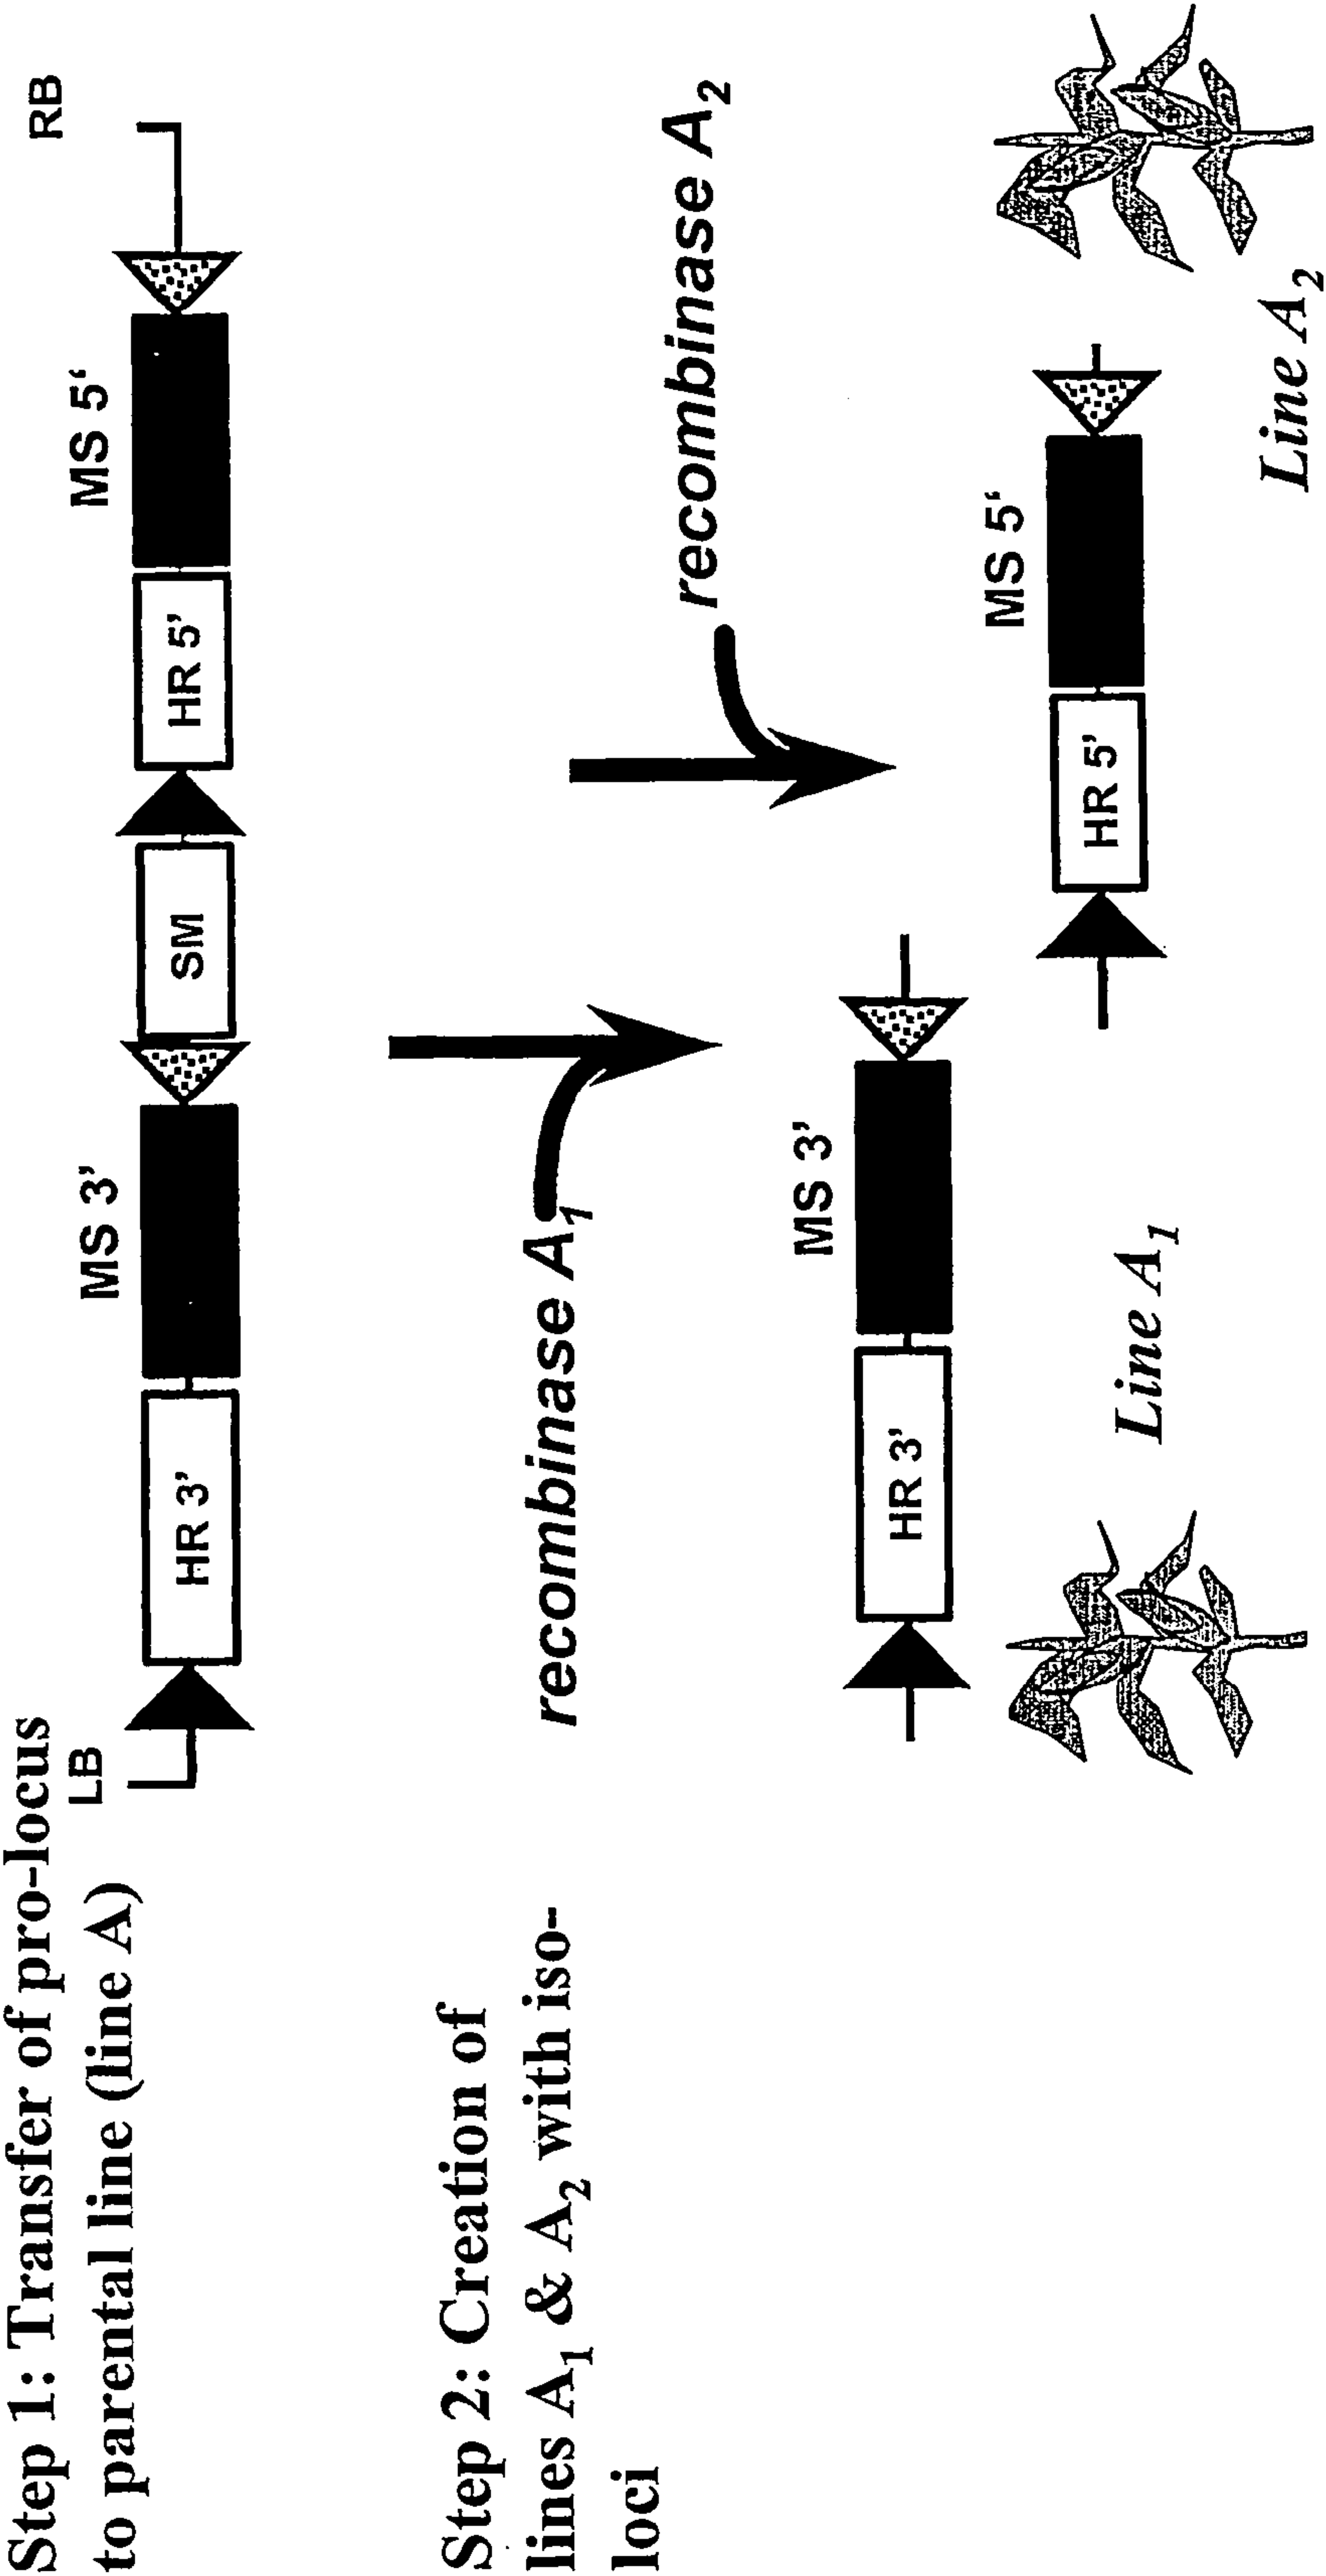 Step 1: Transfer of pro-locus
to parental line (line A)
LB
HR 3’
MS 3’
SM
HR 5’
MS 5‘
RB
Step 2: Creation of
lines A₁ & A₂ with iso-
loci
recombinase A₁
recombinase A₂
HR 3’
MS 3’
HR 5’
MS 5‘
Line A₁
Line A₂